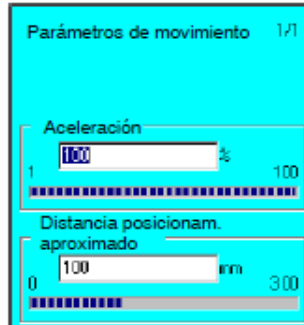 Parámetros de movimiento 1/1
Aceleración
100 %
1 100
Distancia posicionam.
aproximado
100 mm
0 300